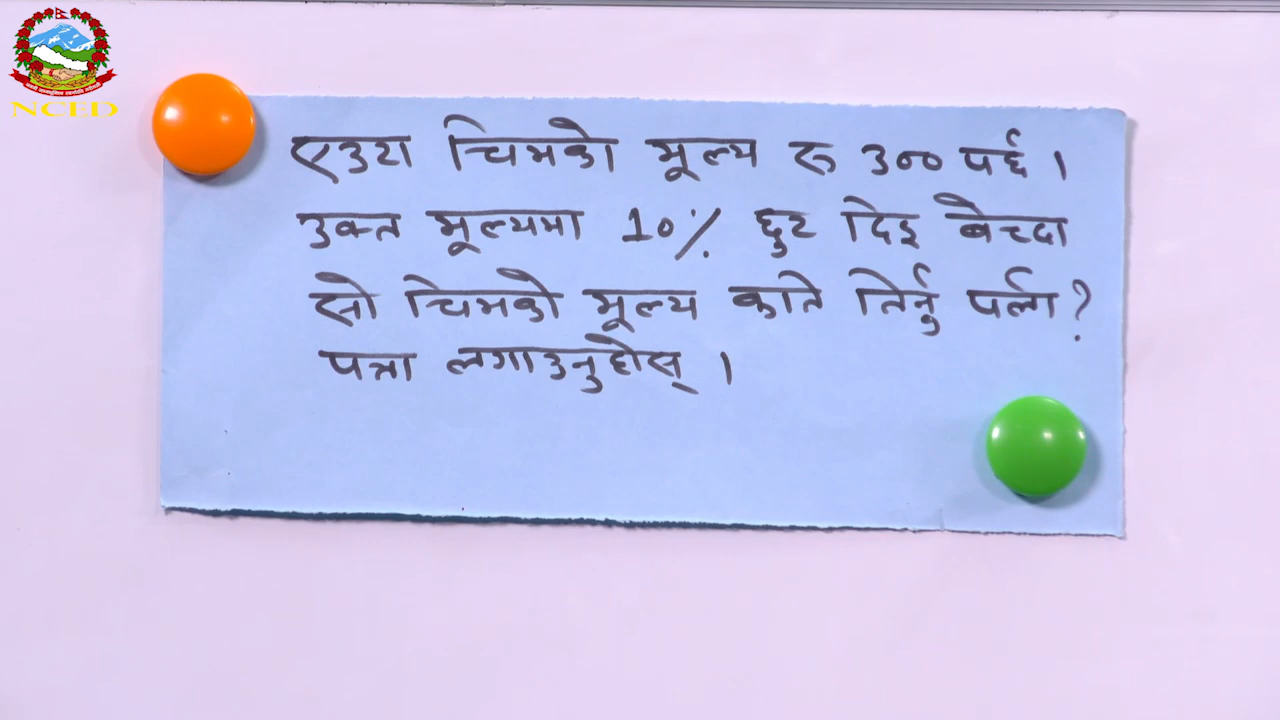 NCED
एउटा चिमको मूल्य रु ३०० पर्छ ।
उक्त मूल्यमा 10% छुट दिइ बेच्दा
सो चिमको मूल्य कति तिर्नु पर्ला ?
पत्ता लगाउनुहोस् ।